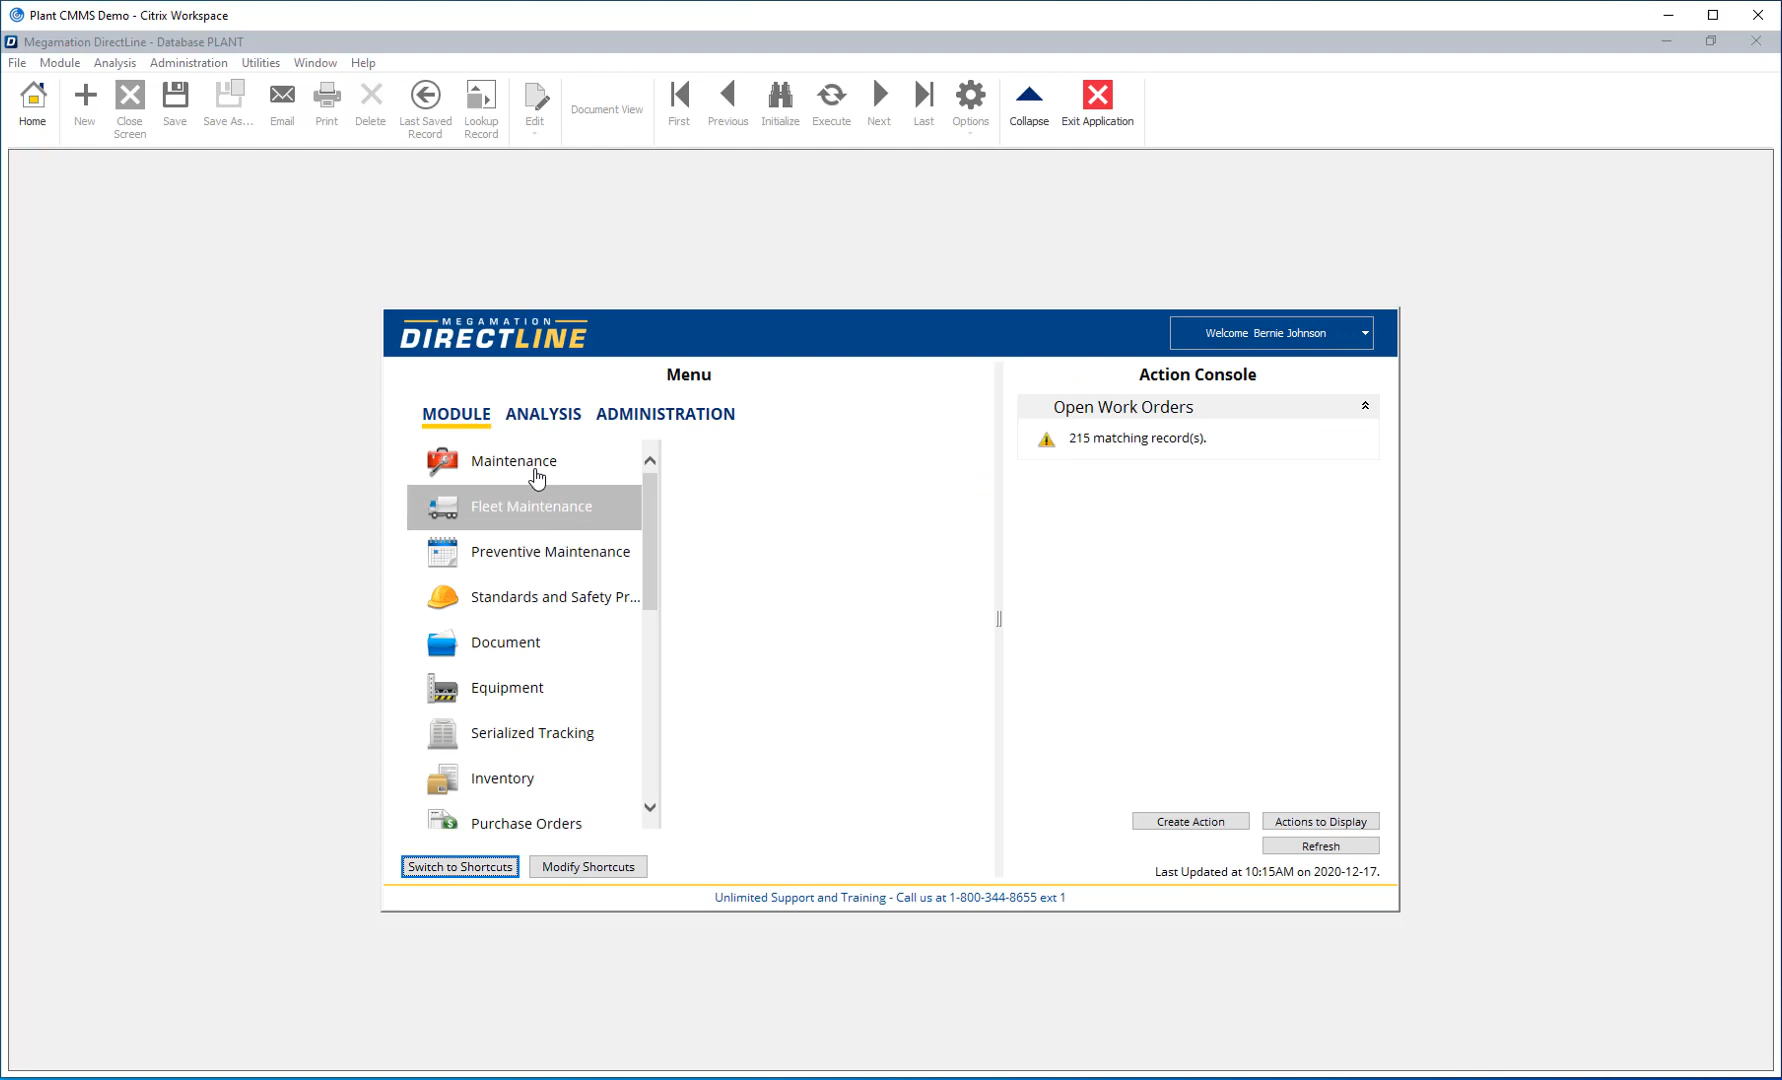 Plant CMMS Demo - Citrix Workspace
Megamation DirectLine - Database PLANT
File Module Analysis Administration Utilities Window Help
Home New Close Screen Save Save As... Email Print Delete Last Saved Record Lookup Record Edit Document View First Previous Initialize Execute Next Last Options Collapse Exit Application
MEGAMATION
DIRECTLINE
Welcome Bernie Johnson
Menu
MODULE ANALYSIS ADMINISTRATION
Maintenance
Fleet Maintenance
Preventive Maintenance
Standards and Safety Pr...
Document
Equipment
Serialized Tracking
Inventory
Purchase Orders
Switch to Shortcuts Modify Shortcuts
Action Console
Open Work Orders
215 matching record(s).
Create Action Actions to Display
Refresh
Last Updated at 10:15AM on 2020-12-17.
Unlimited Support and Training - Call us at 1-800-344-8655 ext 1